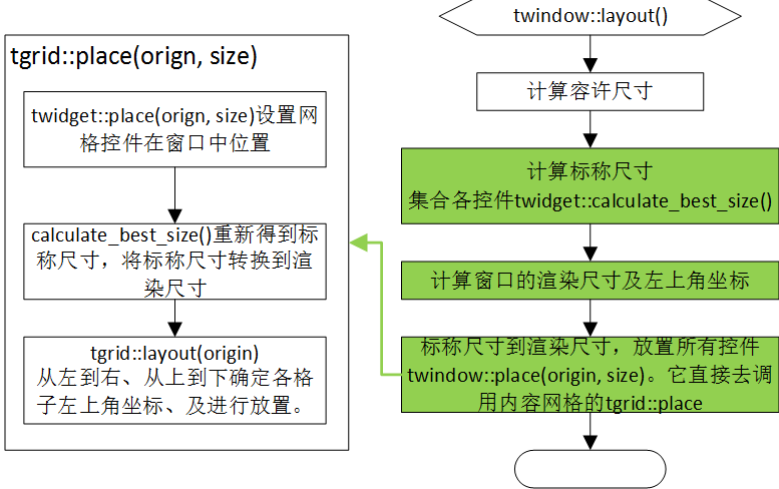 tgrid::place(orign, size)
twidget::place(orign, size)设置网
格控件在窗口中位置
calculate_best_size()重新得到标
称尺寸，将标称尺寸转换到渲
染尺寸
tgrid::layout(origin)
从左到右、从上到下确定各格
子左上角坐标、及进行放置。
twindow::layout()
计算容许尺寸
计算标称尺寸
集合各控件twidget::calculate_best_size()
计算窗口的渲染尺寸及左上角坐标
标称尺寸到渲染尺寸，放置所有控件
twindow::place(origin, size)。它直接去调
用内容网格的tgrid::place